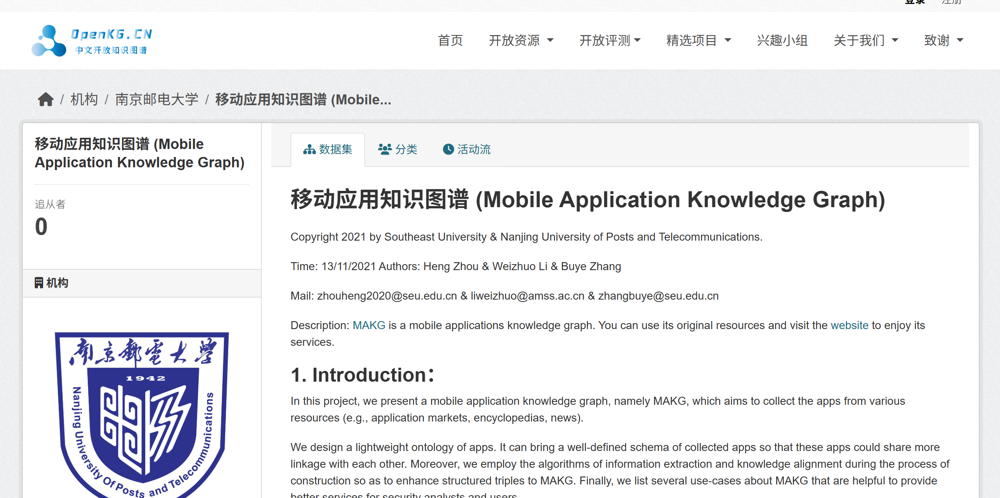 登录 注册
OpenKG.CN
中文开放知识图谱
首页 开放资源 开放评测 精选项目 兴趣小组 关于我们 致谢
/ 机构 / 南京邮电大学 / 移动应用知识图谱 (Mobile...
移动应用知识图谱 (Mobile
Application Knowledge Graph)
追从者
0
机构
南京郵電大學
1942
Nanjing University Of Posts and Telecommunications
数据集 分类 活动流
移动应用知识图谱 (Mobile Application Knowledge Graph)
Copyright 2021 by Southeast University & Nanjing University of Posts and Telecommunications.
Time: 13/11/2021 Authors: Heng Zhou & Weizhuo Li & Buye Zhang
Mail: zhouheng2020@seu.edu.cn & liweizhuo@amss.ac.cn & zhangbuye@seu.edu.cn
Description: MAKG is a mobile applications knowledge graph. You can use its original resources and visit the website to enjoy its
services.
1. Introduction：
In this project, we present a mobile application knowledge graph, namely MAKG, which aims to collect the apps from various
resources (e.g., application markets, encyclopedias, news).
We design a lightweight ontology of apps. It can bring a well-defined schema of collected apps so that these apps could share more
linkage with each other. Moreover, we employ the algorithms of information extraction and knowledge alignment during the process of
construction so as to enhance structured triples to MAKG. Finally, we list several use-cases about MAKG that are helpful to provide
better services for security analysts and users.